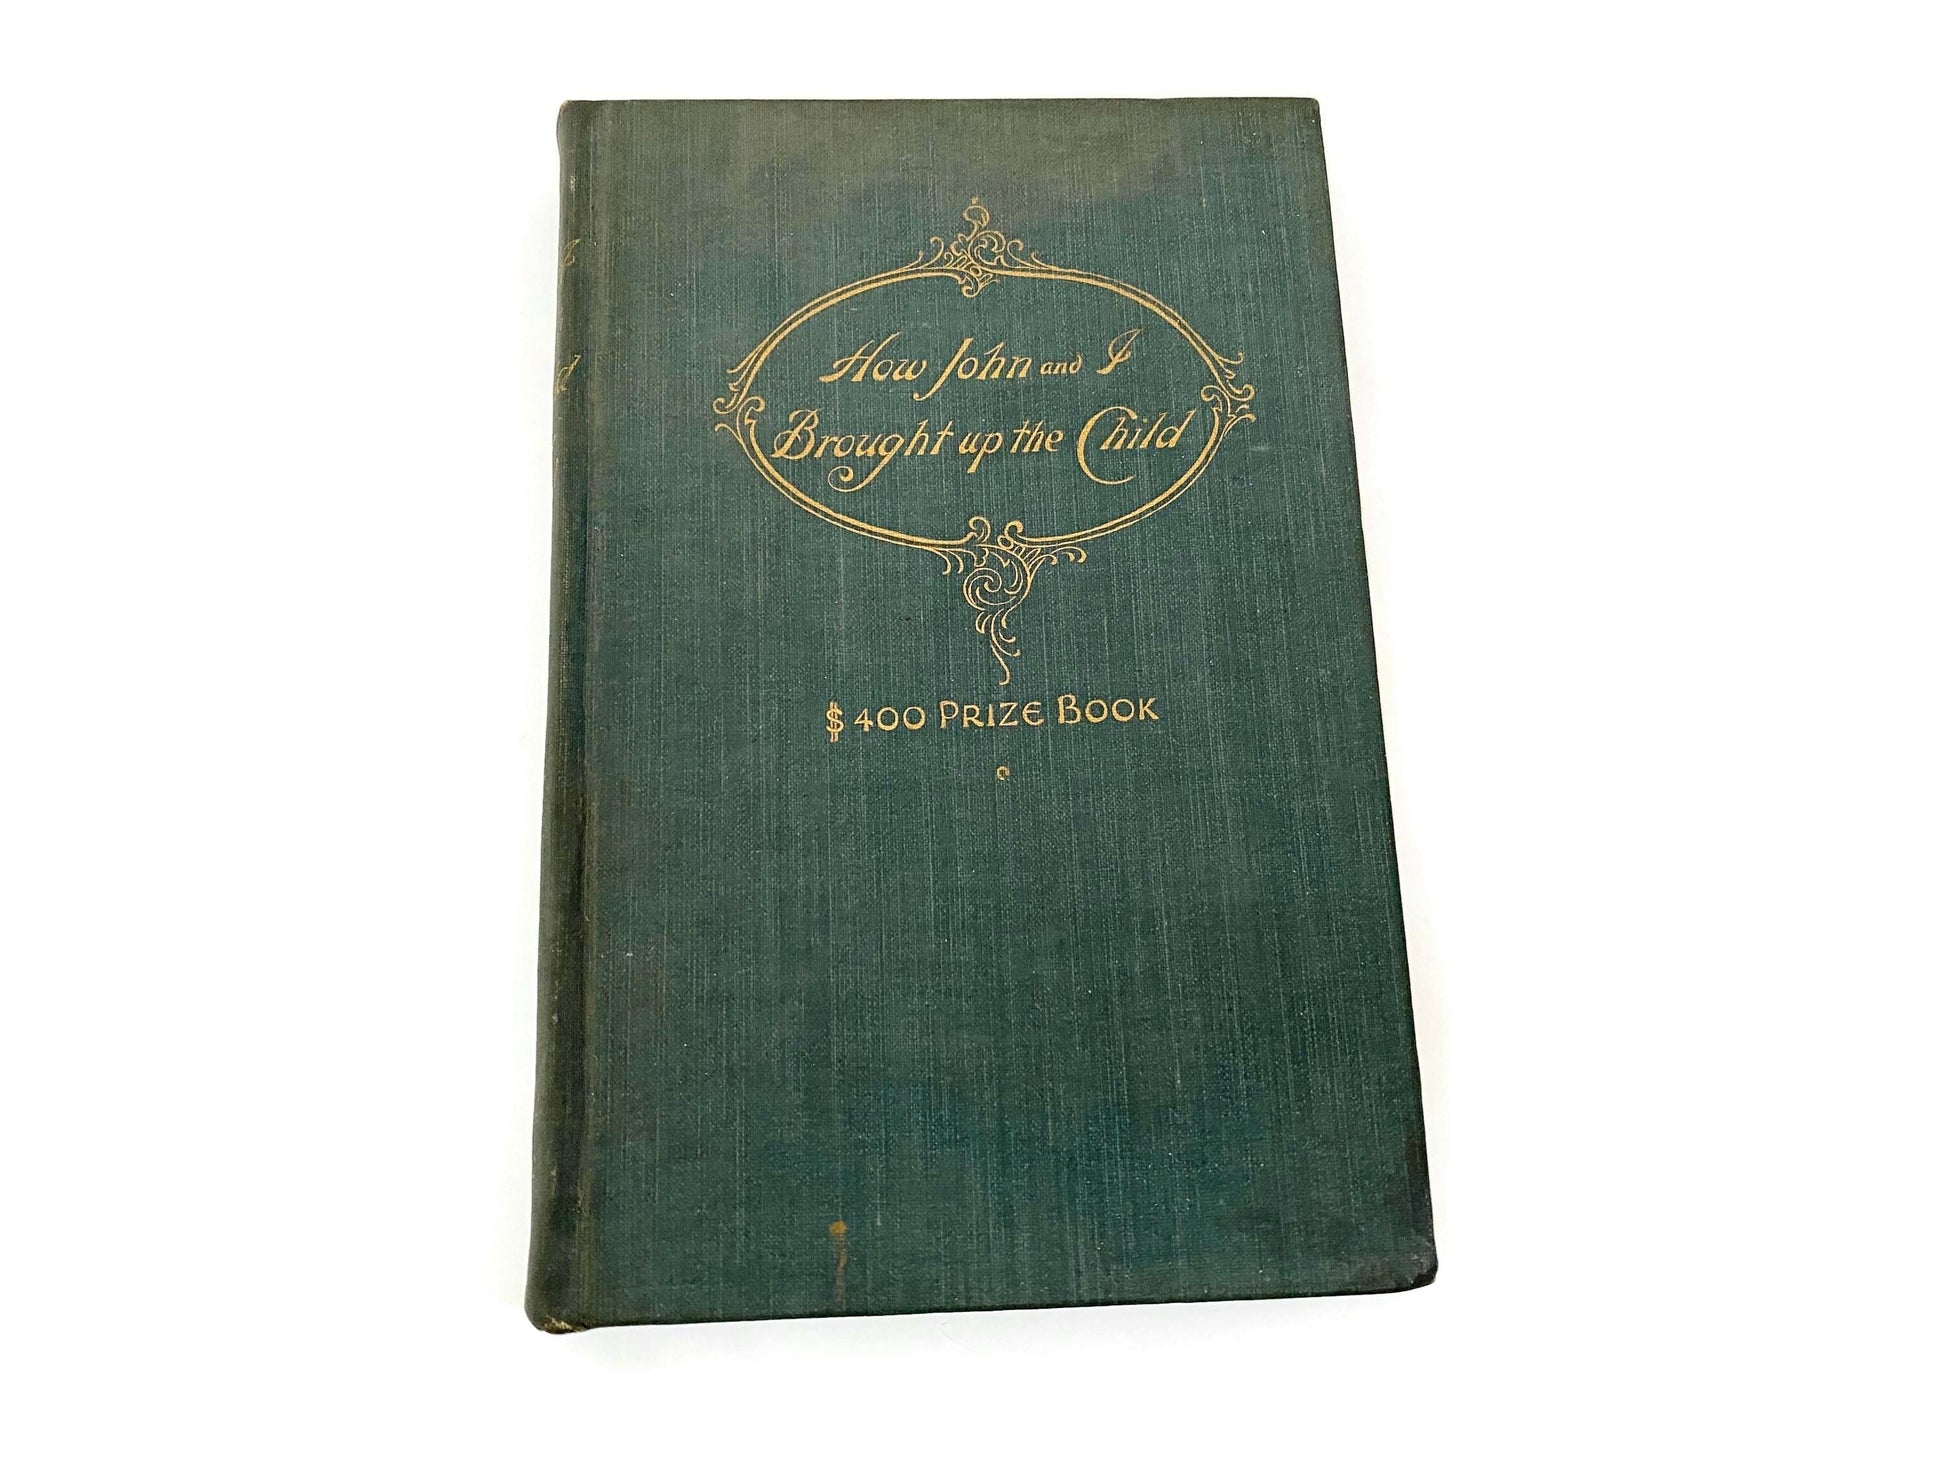 How John and I
Brought up the Child
$400 PRIZE BOOK